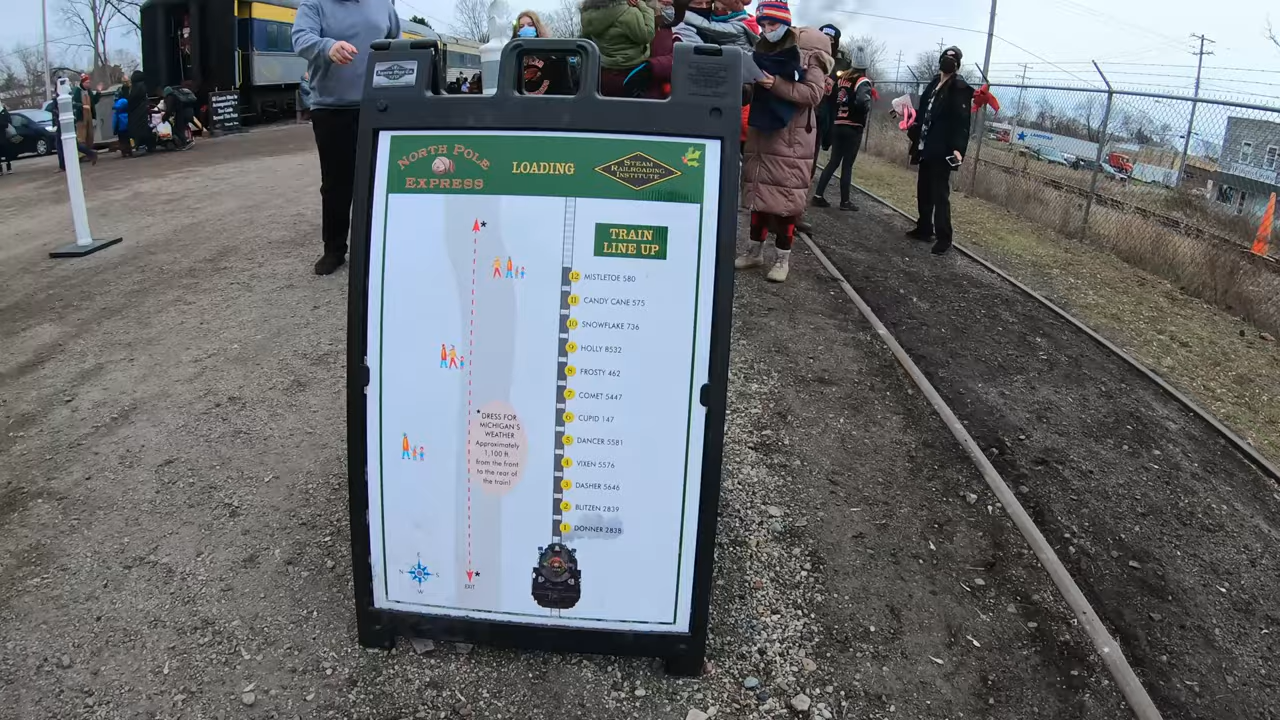 NORTH POLE
EXPRESS
LOADING
STEAM
RAILROADING
INSTITUTE
TRAIN
LINE UP
12 MISTLETOE 580
11 CANDY CANE 575
10 SNOWFLAKE 736
9 HOLLY 8532
8 FROSTY 462
7 COMET 5447
6 CUPID 147
5 DANCER 5581
4 VIXEN 5576
3 DASHER 5646
2 BLITZEN 2839
1 DONNER 2838
*DRESS FOR
MICHIGAN'S
WEATHER
Approximately
1,100 ft.
from the front
to the rear of
the train!
EXIT
N
E
S
W